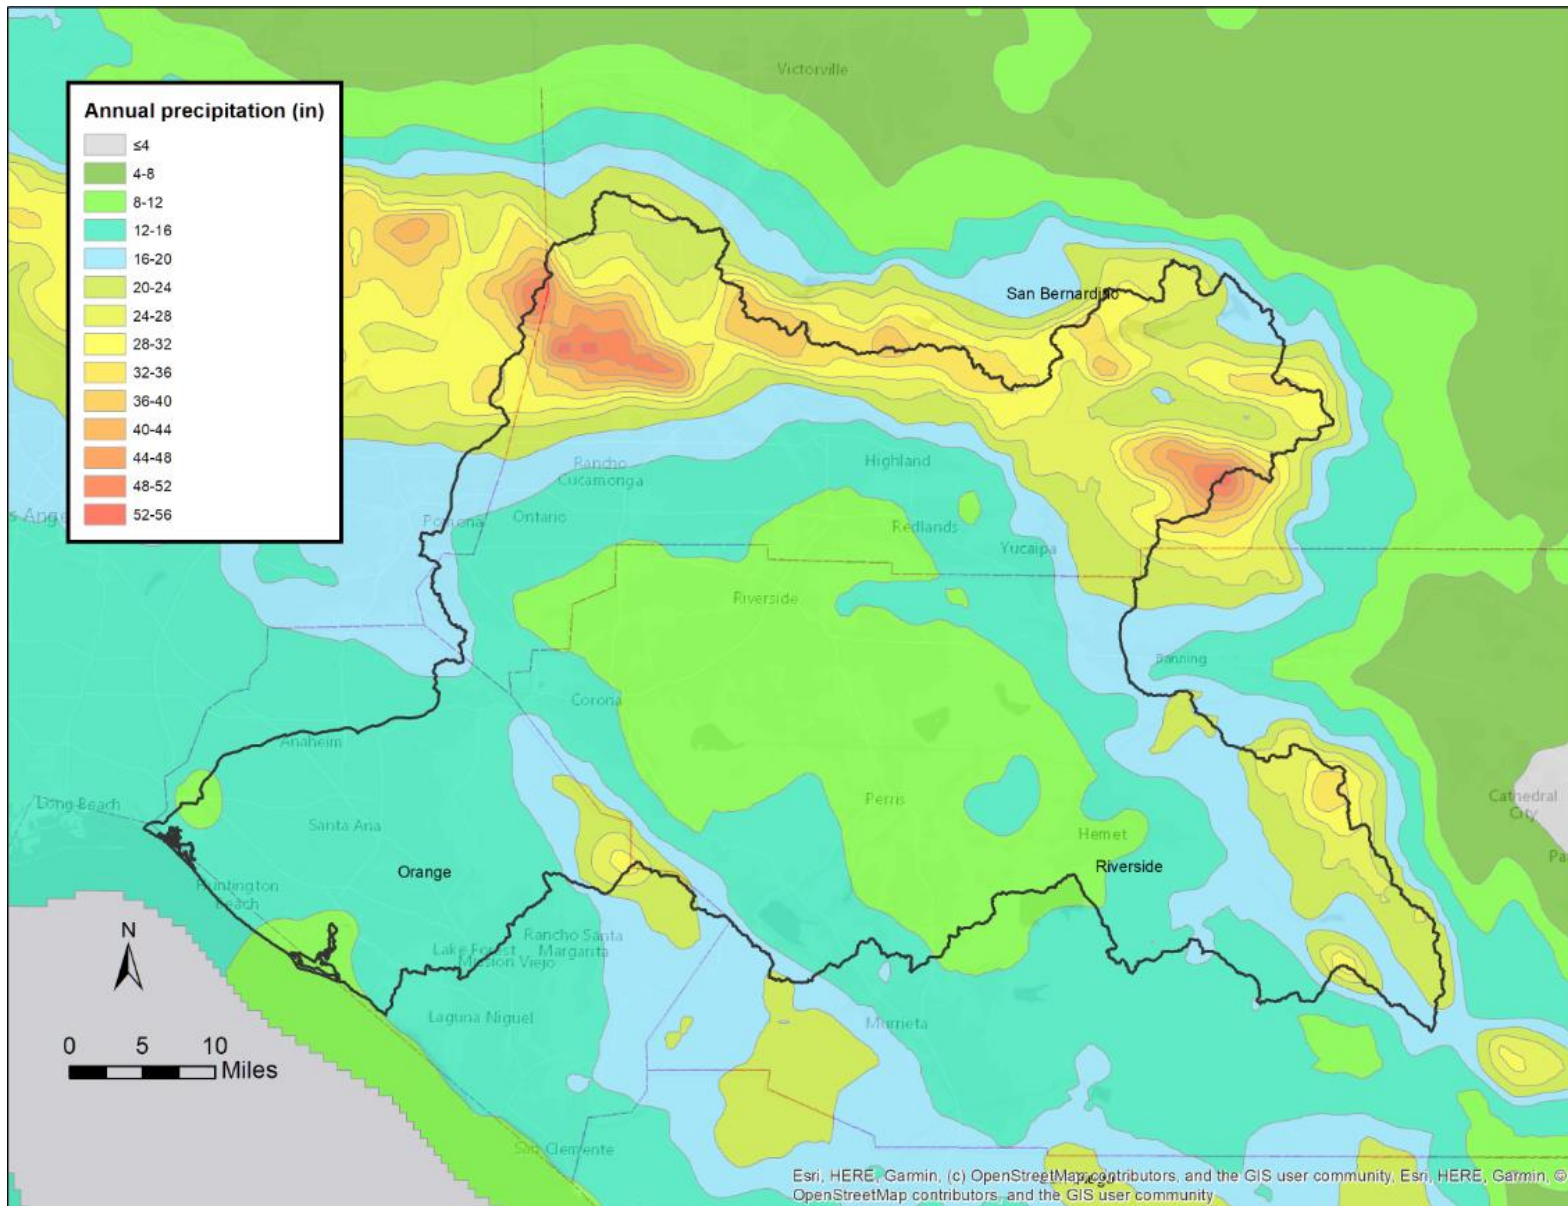 Victorville
Annual precipitation (in)
≤4
4-8
8-12
12-16
16-20
20-24
24-28
28-32
32-36
36-40
40-44
44-48
48-52
52-56
San Bernardino
Rancho
Cucamonga
Highland
s Ange
Pomona
Ontario
Redlands
Yucaipa
Riverside
Banning
Corona
Anaheim
Long Beach
Santa Ana
Perris
Cathedral
City
Hemet
Pa
Orange
Riverside
Huntington
Beach
N
Lake Forest
Rancho Santa
Margarita
Mission Viejo
Laguna Niguel
Murrieta
0 5 10
Miles
San Clemente
Esri, HERE, Garmin, (c) OpenStreetMap contributors, and the GIS user community, Esri, HERE, Garmin, ©
OpenStreetMap contributors, and the GIS user community